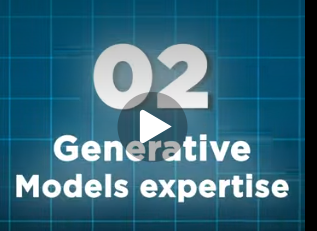 02
Generative
Models expertise